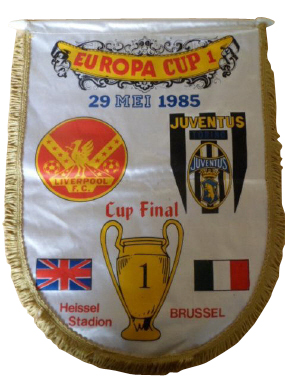 EUROPA CUP 1
29 MEI 1985
LIVERPOOL
F.C.
JUVENTUS
JUVENTUS
Cup Final
1
Heissel
Stadion
BRUSSEL